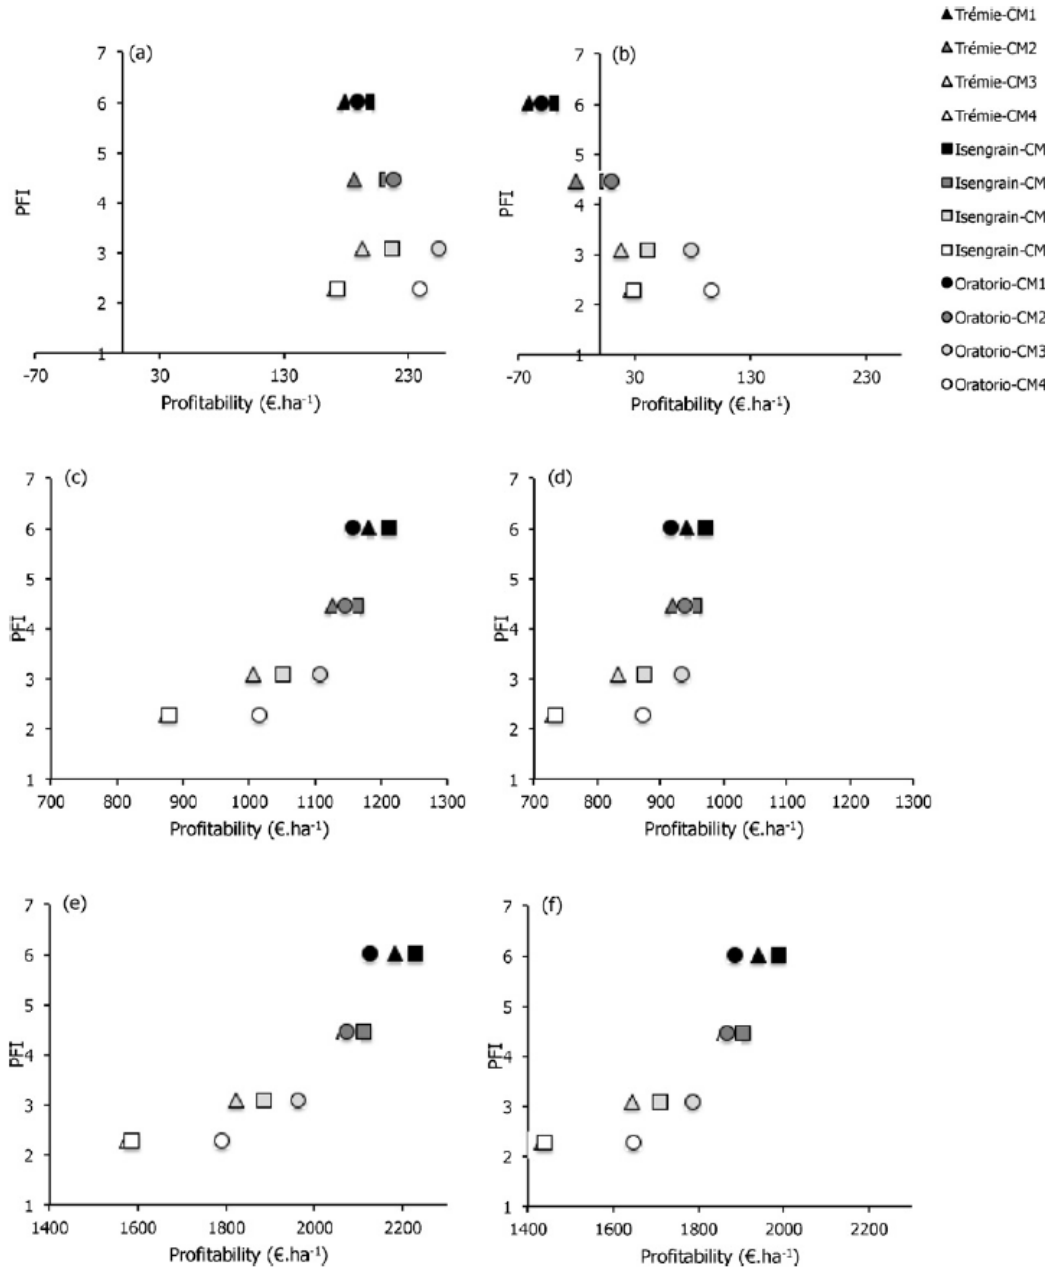 Trémie-CM1
Trémie-CM2
Trémie-CM3
Trémie-CM4
Isengrain-CM
Isengrain-CM
Isengrain-CM
Isengrain-CM
Oratorio-CM1
Oratorio-CM2
Oratorio-CM3
Oratorio-CM4
(a)
7
6
5
4
3
2
1
PFI
-70 30 130 230
Profitability (€.ha⁻¹)
(b)
7
6
5
4
3
2
1
PFI
-70 30 130 230
Profitability (€.ha⁻¹)
(c)
7
6
5
4
3
2
1
PFI
700 800 900 1000 1100 1200 1300
Profitability (€.ha⁻¹)
(d)
7
6
5
4
3
2
1
PFI
700 800 900 1000 1100 1200 1300
Profitability (€.ha⁻¹)
(e)
7
6
5
4
3
2
1
PFI
1400 1600 1800 2000 2200
Profitability (€.ha⁻¹)
(f)
7
6
5
4
3
2
1
PFI
1400 1600 1800 2000 2200
Profitability (€.ha⁻¹)